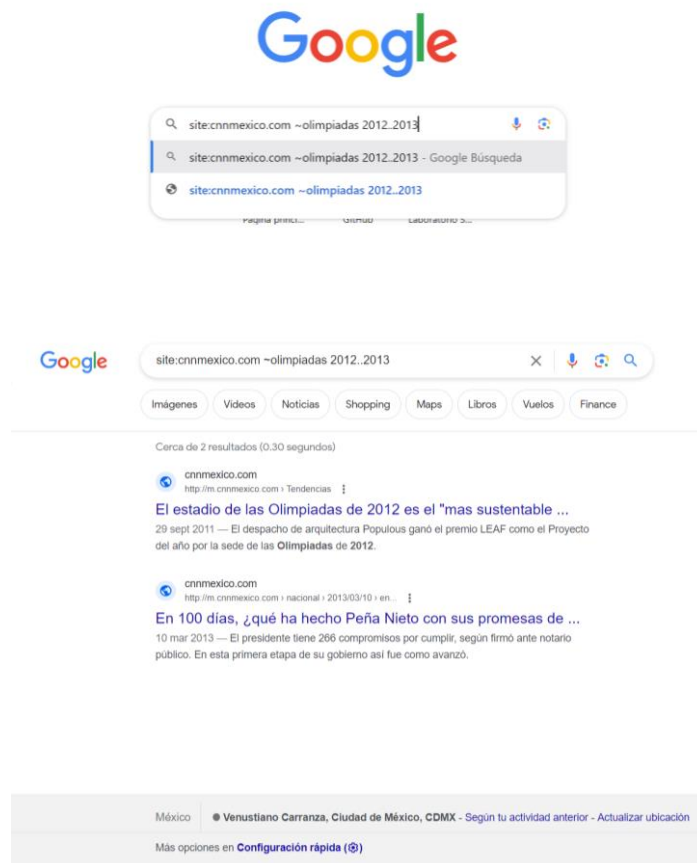 Google
site:cnnmexico.com ~olimpiadas 2012..2013
site:cnnmexico.com ~olimpiadas 2012..2013 - Google Búsqueda
site:cnnmexico.com ~olimpiadas 2012..2013
Página princi... GitHub Laboratorio S...
Google site:cnnmexico.com ~olimpiadas 2012..2013
Imágenes Videos Noticias Shopping Maps Libros Vuelos Finance
Cerca de 2 resultados (0.30 segundos)
cnnmexico.com
http://m.cnnmexico.com › Tendencias
El estadio de las Olimpiadas de 2012 es el "mas sustentable ...
29 sept 2011 — El despacho de arquitectura Populous ganó el premio LEAF como el Proyecto
del año por la sede de las Olimpiadas de 2012.
cnnmexico.com
http://m.cnnmexico.com › nacional › 2013/03/10 › en...
En 100 días, ¿qué ha hecho Peña Nieto con sus promesas de ...
10 mar 2013 — El presidente tiene 266 compromisos por cumplir, según firmó ante notario
público. En esta primera etapa de su gobierno así fue como avanzó.
México Venustiano Carranza, Ciudad de México, CDMX - Según tu actividad anterior - Actualizar ubicación
Más opciones en Configuración rápida ()